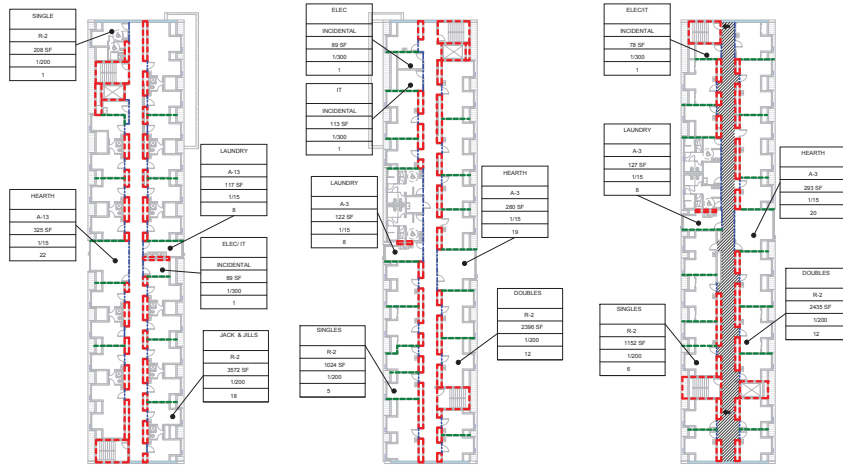 SINGLE
R-2
208 SF
1/200
1
HEARTH
A-13
325 SF
1/15
22
LAUNDRY
A-13
117 SF
1/15
8
ELEC/ IT
INCIDENTAL
89 SF
1/300
1
JACK & JILLS
R-2
3572 SF
1/200
18
ELEC
INCIDENTAL
89 SF
1/300
1
IT
INCIDENTAL
113 SF
1/300
1
LAUNDRY
A-3
122 SF
1/15
8
HEARTH
A-3
280 SF
1/15
19
SINGLES
R-2
1024 SF
1/200
5
DOUBLES
R-2
2396 SF
1/200
12
ELEC/IT
INCIDENTAL
78 SF
1/300
1
LAUNDRY
A-3
127 SF
1/15
8
HEARTH
A-3
293 SF
1/15
20
DOUBLES
R-2
2435 SF
1/200
12
SINGLES
R-2
1152 SF
1/200
6